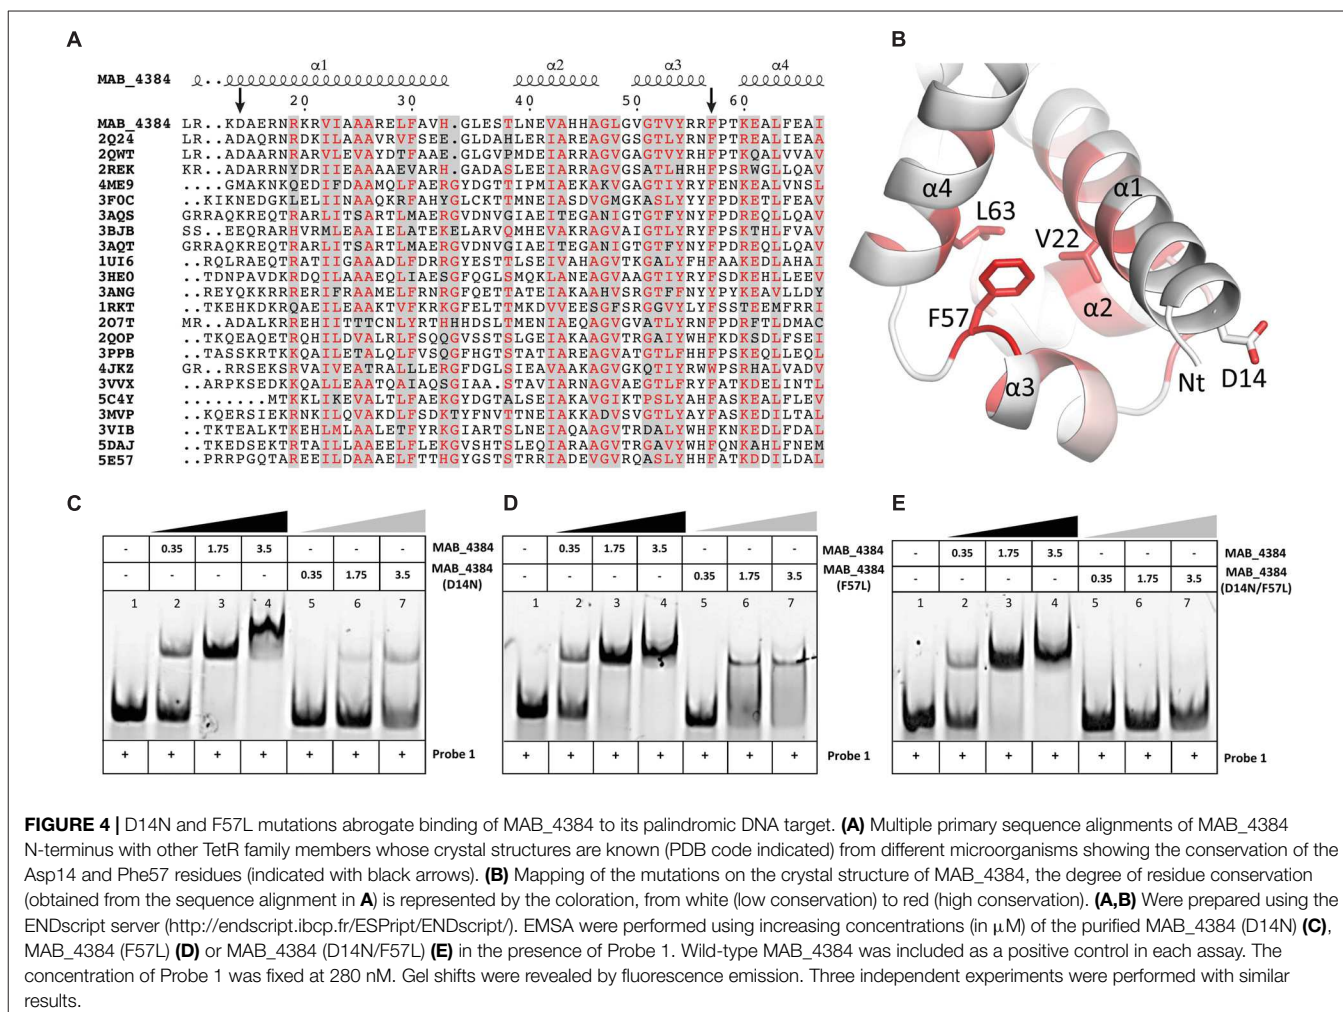 A
B
α1 α2 α3 α4
MAB_4384
20 30 40 50 60
MAB_4384 LR..KDAERNRKRVIAAARELFAVH.GLESTLNEVAHHAGLGVGTVYRRFPTKEALFEAI
2Q24 LR..ADAQRNRDKILAAAVRVFSEE.GLDAHLERIAREAGVGSGTLYRNFPTREALIEAA
2QWT LR..ADAARNRARVLEVAYDTFAAE.GLGVPMDEIARRAGVGAGTVYRHFPTKQALVVAV
2REK KR..ADARRNYDRIIEAAAAEVARH.GADASLEEIARRAGVGSATLHRHFPSRWGLLQAV
4ME9 ....GMAKNKQEDIFDAAMQLFAERGYDGTTIPMIAEKAKVGAGTIYRYFENKEALVNSL
3F0C ..KIKNEDGKLELIINAAQKRFAHYGLCKTTMNEIASDVGMGKASLYYYFPDKETLFEAV
3AQS GRRAQKREQTRARLITSARTLMAERGVDNVGIAEITEGANIGTGTFYNYFPDREQLLQAV
3BJB SS..EEQRARHVRMLEAAIELATEKELARVQMHEVAKRAGVAIGTLYRYFPSKTHLFVAV
3AQT GRRAQKREQTRARLITSARTLMAERGVDNVGIAEITEGANIGTGTFYNYFPDREQLLQAV
1UI6 ..RQLRAEQTRATIIGAAADLFDRRGYESTTLSEIVAHAGVTKGALYFHFAAKEDLAHAI
3HE0 ..TDNPAVDKRDQILAAAEQLIAESGFQGLSMQKLANEAGVAAGTIYRYFSDKEHLLEEV
3ANG ..REYQKKRRRERIFRAAMELFRNRGFQETTATEIAKAAHVSRGTFFNYYPYKEAVLLDY
1RKT ..TKEHKDKRQAEILEAAKTVFKRKGFELTTMKDVVEESGFSRGGVYLYFSSTEEMFRRI
2O7T MR..ADALKRREHIITTTCNLYRTHHHDSLTMENIAEQAGVGVATLYRNFPDRFTLDMAC
2QOP ..TKQEAQETRQHILDVALRLFSQQGVSSTSLGEIAKAAGVTRGAIYWHFKDKSDLFSEI
3PPB ..TASSKRTKKQAILETALQLFVSQGFHGTSTATIAREAGVATGTLFHHFPSKEQLLEQL
4JKZ GR..RRSEKSRVAIVEATRALLLERGFDGLSIEAVAAKAGVGKQTIYRWWPSRHALVADV
3VVX ..ARPKSEDKKQALLEAATQAIAQSGIAA.STAVIARNAGVAEGTLFRYFATKDELINTL
5C4Y .........MTKKLIKEVALTLFAEKGYDGTALSEIAKAVGIKTPSLYAHFASKEALFLEV
3MVP ..KQERSIEKRNKILQVAKDLFSDKTYFNVTTNEIAKKADVSVGTLYAYFASKEDILTAL
3VIB ..TKTEALKTKEHLMLAALETFYRKGIARTSLNEIAQAAGVTRDALYWHFKNKEDLFDAL
5DAJ ..TKEDSEKTRTAILLAAEELFLEKGVSHTSLEQIARAAGVTRGAVYWHFQNKAHLFNEM
5E57 ..PRRPGQTAREEILDAAAELFTTHGYGSTSTRRIADEVGVRQASLYHHFATKDDILDAL
α4
α1
L63
V22
F57
α2
α3
Nt
D14
C
- 0.35 1.75 3.5 - - - MAB_4384
- - - - 0.35 1.75 3.5 MAB_4384 (D14N)
1 2 3 4 5 6 7
+ + + + + + + Probe 1
D
- 0.35 1.75 3.5 - - - MAB_4384
- - - - 0.35 1.75 3.5 MAB_4384 (F57L)
1 2 3 4 5 6 7
+ + + + + + + Probe 1
E
- 0.35 1.75 3.5 - - - MAB_4384
- - - - 0.35 1.75 3.5 MAB_4384 (D14N/F57L)
1 2 3 4 5 6 7
+ + + + + + + Probe 1
FIGURE 4 | D14N and F57L mutations abrogate binding of MAB_4384 to its palindromic DNA target. (A) Multiple primary sequence alignments of MAB_4384
N-terminus with other TetR family members whose crystal structures are known (PDB code indicated) from different microorganisms showing the conservation of the
Asp14 and Phe57 residues (indicated with black arrows). (B) Mapping of the mutations on the crystal structure of MAB_4384, the degree of residue conservation
(obtained from the sequence alignment in A) is represented by the coloration, from white (low conservation) to red (high conservation). (A,B) Were prepared using the
ENDscript server (http://endscript.ibcp.fr/ESPript/ENDscript/). EMSA were performed using increasing concentrations (in μM) of the purified MAB_4384 (D14N) (C),
MAB_4384 (F57L) (D) or MAB_4384 (D14N/F57L) (E) in the presence of Probe 1. Wild-type MAB_4384 was included as a positive control in each assay. The
concentration of Probe 1 was fixed at 280 nM. Gel shifts were revealed by fluorescence emission. Three independent experiments were performed with similar
results.